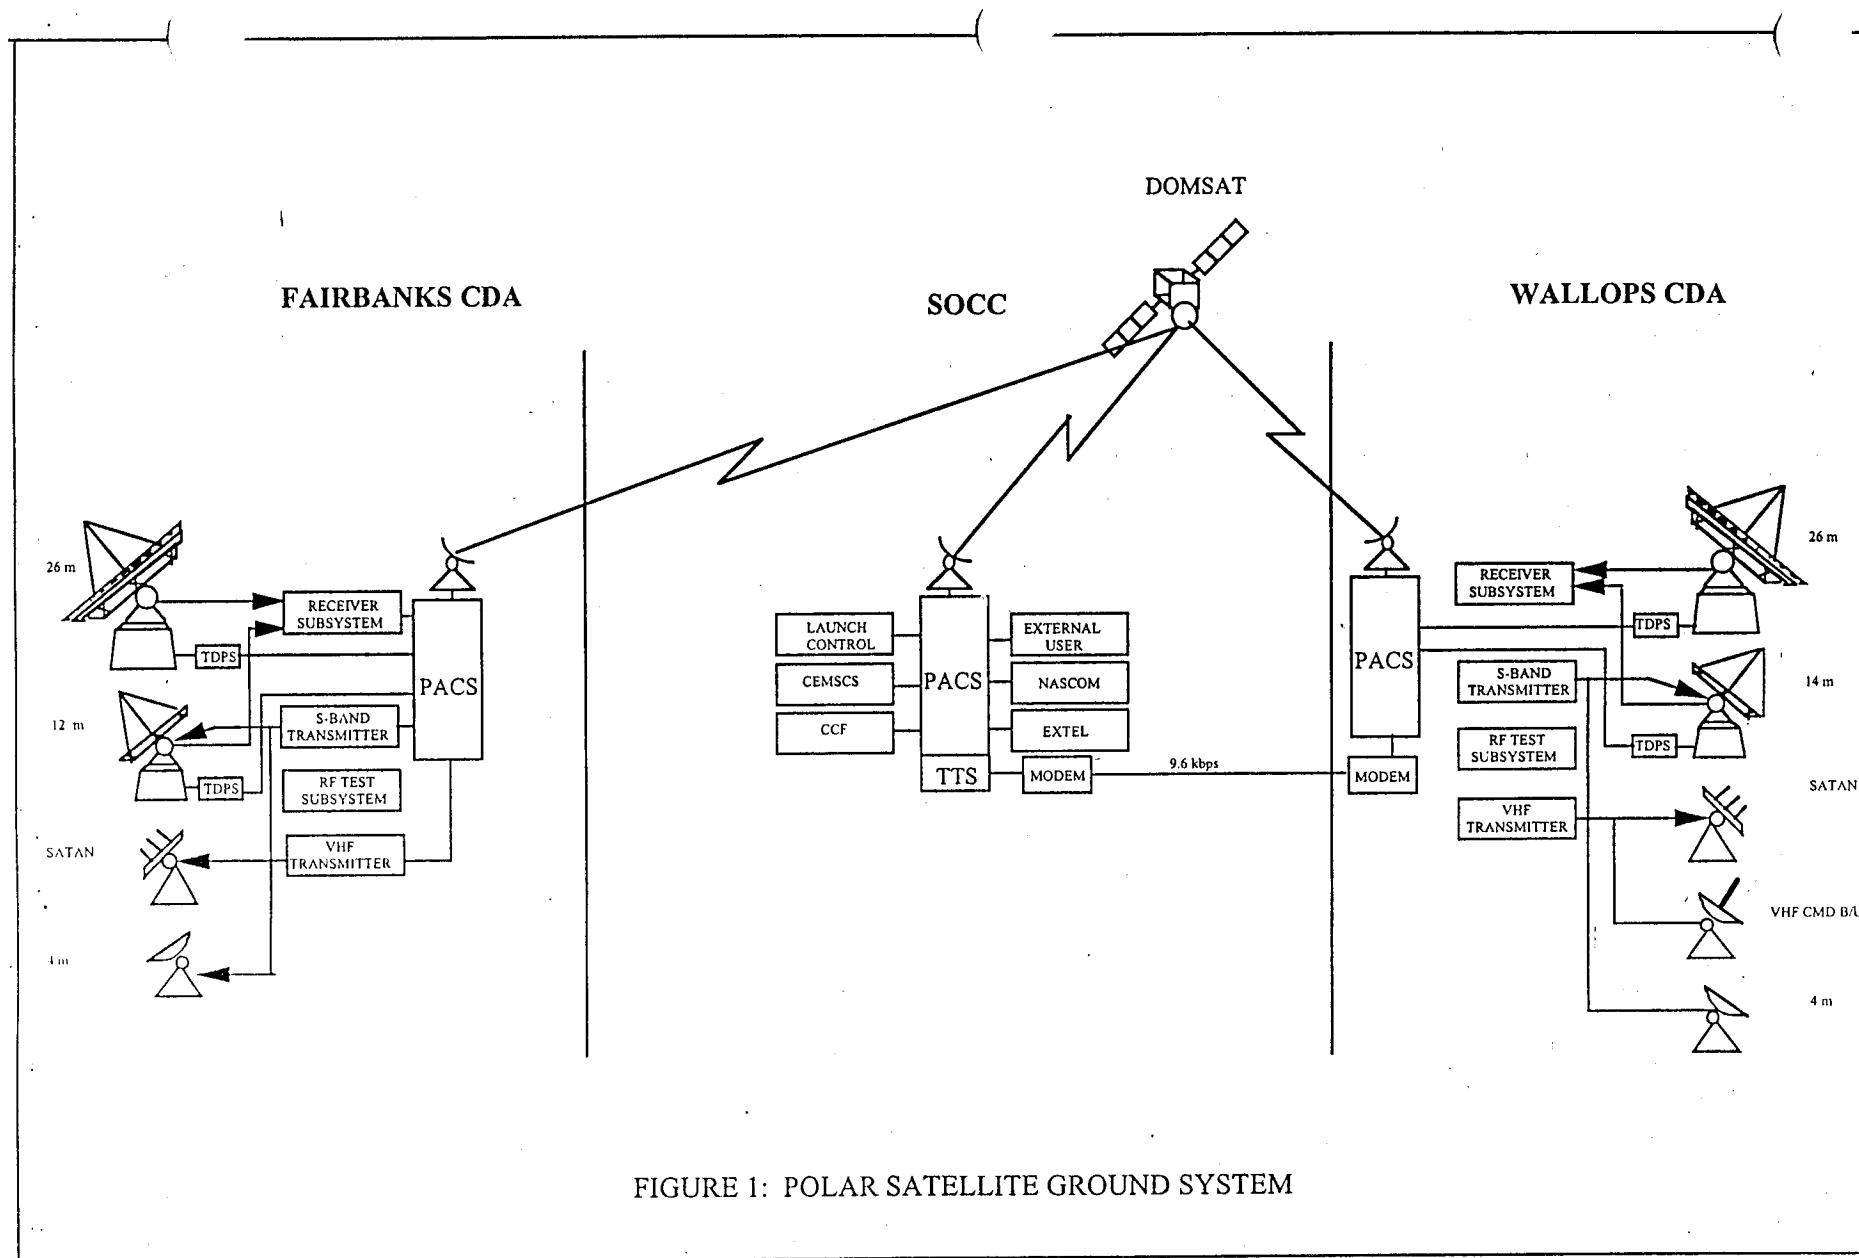 DOMSAT
FAIRBANKS CDA
SOCC
WALLOPS CDA
26 m
RECEIVER
SUBSYSTEM
TDPS
PACS
12 m
S-BAND
TRANSMITTER
TDPS
RF TEST
SUBSYSTEM
SATAN
VHF
TRANSMITTER
4 m
LAUNCH
CONTROL
CEMSCS
CCF
PACS
TTS
EXTERNAL
USER
NASCOM
EXTEL
MODEM
9.6 kbps
PACS
MODEM
RECEIVER
SUBSYSTEM
26 m
TDPS
S-BAND
TRANSMITTER
14 m
RF TEST
SUBSYSTEM
TDPS
SATAN
VHF
TRANSMITTER
VHF CMD B/U
4 m
FIGURE 1: POLAR SATELLITE GROUND SYSTEM